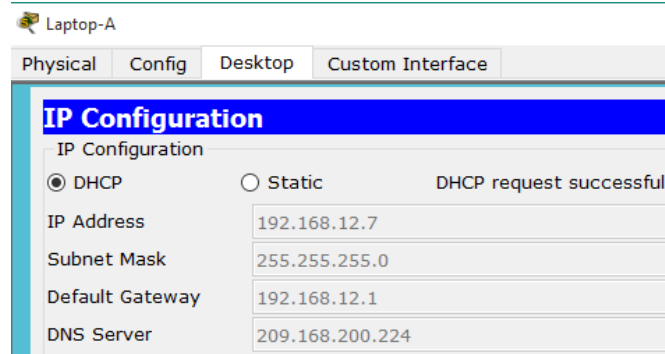 Laptop-A
Physical Config Desktop Custom Interface
IP Configuration
IP Configuration
DHCP Static DHCP request successful
IP Address 192.168.12.7
Subnet Mask 255.255.255.0
Default Gateway 192.168.12.1
DNS Server 209.168.200.224